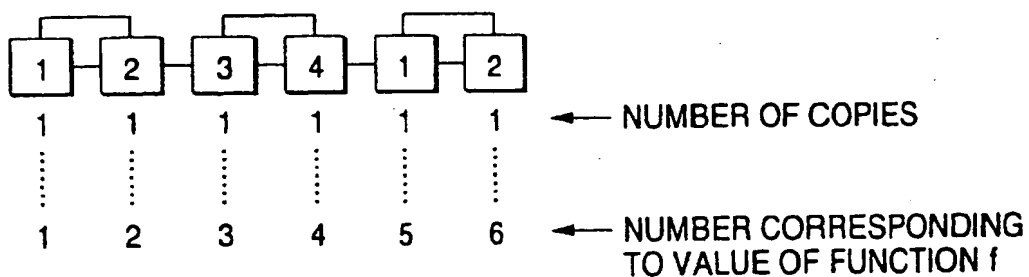 1 2 3 4 1 2
1 1 1 1 1 1 NUMBER OF COPIES
1 2 3 4 5 6 NUMBER CORRESPONDING
TO VALUE OF FUNCTION f